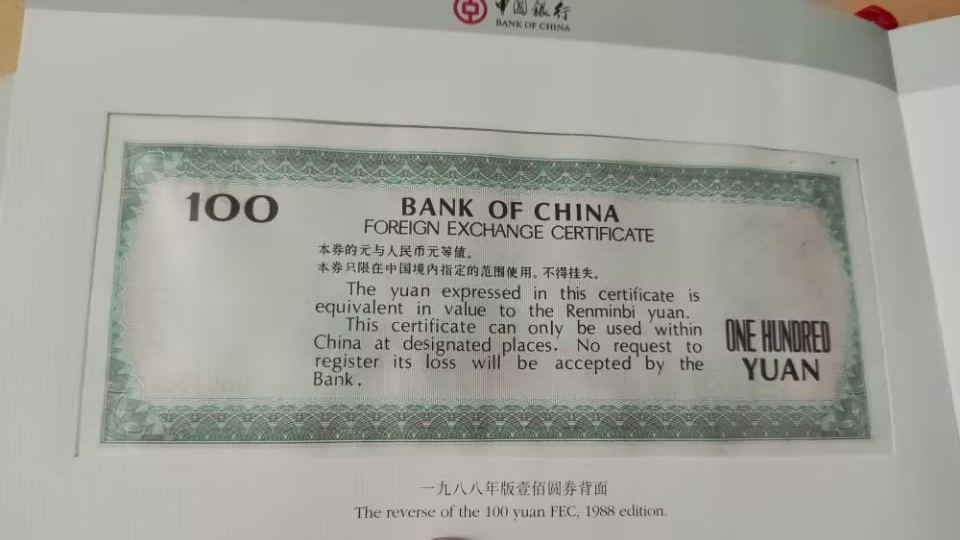 中国银行
BANK OF CHINA
100
BANK OF CHINA
FOREIGN EXCHANGE CERTIFICATE
本券的元与人民币元等值。
本券只限在中国境内指定的范围使用。不得挂失。
The yuan expressed in this certificate is
equivalent in value to the Renminbi yuan.
This certificate can only be used within
China at designated places. No request to
register its loss will be accepted by the
Bank.
ONE HUNDRED
YUAN
一九八八年版壹佰圆券背面
The reverse of the 100 yuan FEC, 1988 edition.